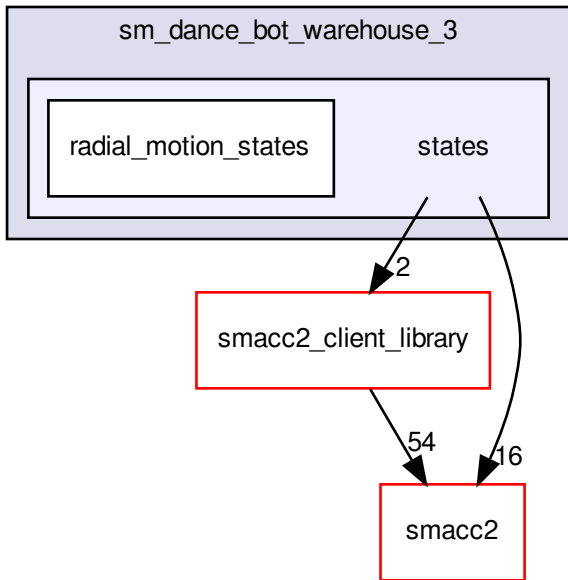 sm_dance_bot_warehouse_3
radial_motion_states
states
2
smacc2_client_library
54
16
smacc2